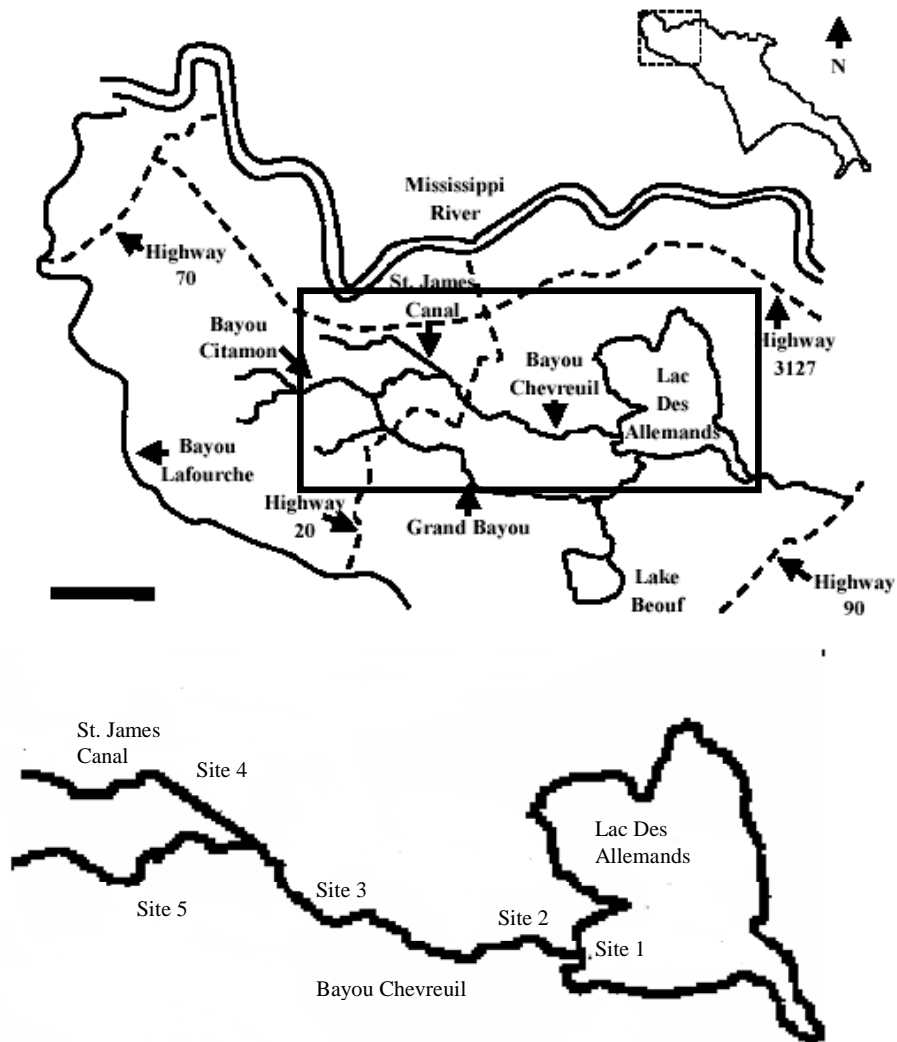 N
Mississippi
River
Highway
70
St. James
Canal
Bayou
Citamon
Bayou
Chevreuil
Highway
3127
Lac
Des
Allemands
Bayou
Lafourche
Highway
20
Grand Bayou
Lake
Beouf
Highway
90
St. James
Canal
Site 4
Lac Des
Allemands
Site 3
Site 5
Site 2
Site 1
Bayou Chevreuil